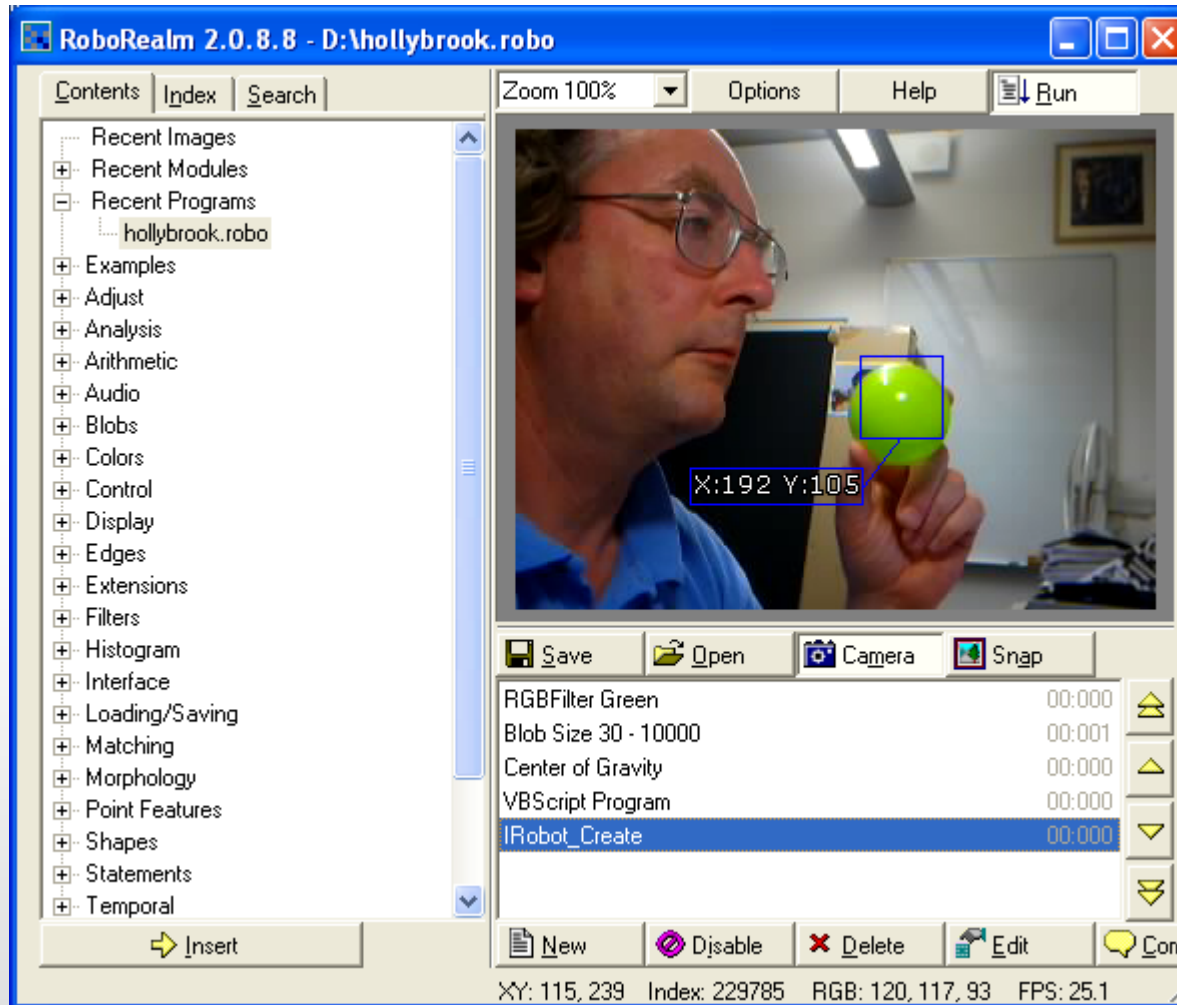 RoboRealm 2.0.8.8 - D:\hollybrook.robo
Contents Index Search
Recent Images
Recent Modules
Recent Programs
hollybrook.robo
Examples
Adjust
Analysis
Arithmetic
Audio
Blobs
Colors
Control
Display
Edges
Extensions
Filters
Histogram
Interface
Loading/Saving
Matching
Morphology
Point Features
Shapes
Statements
Temporal
Insert
Zoom 100% Options Help Run
X:192 Y:105
Save Open Camera Snap
RGBFilter Green 00:000
Blob Size 30 - 10000 00:001
Center of Gravity 00:000
VBScript Program 00:000
IRobot_Create 00:000
New Disable Delete Edit
XY: 115, 239 Index: 229785 RGB: 120, 117, 93 FPS: 25.1